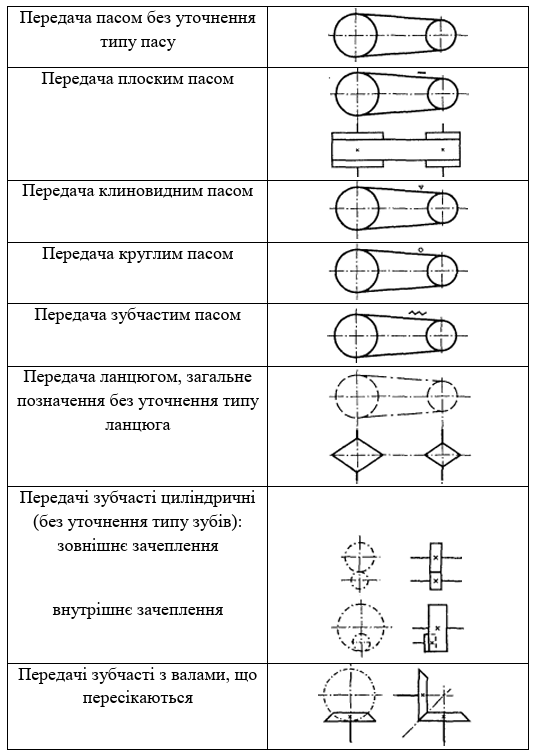 Передача пасом без уточнення
типу пасу
Передача плоским пасом
Передача клиновидним пасом
Передача круглим пасом
Передача зубчастим пасом
Передача ланцюгом, загальне
позначення без уточнення типу
ланцюга
Передачі зубчасті циліндричні
(без уточнення типу зубів):
зовнішнє зачеплення
внутрішнє зачеплення
Передачі зубчасті з валами, що
пересікаються